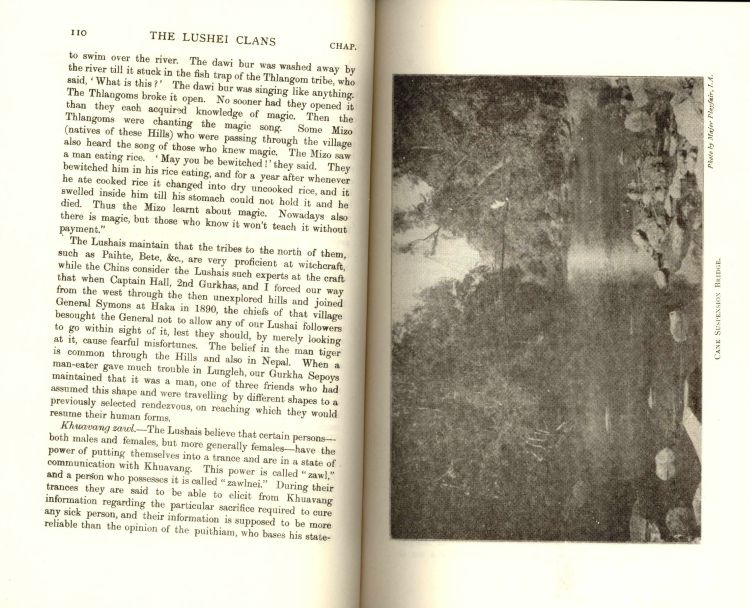 110
THE LUSHEI CLANS
CHAP.
to swim over the river. The dawi bur was washed away by
the river till it stuck in the fish trap of the Thlangom tribe, who
said, 'What is this?' The dawi bur was singing like anything.
The Thlangoms broke it open. No sooner had they opened it
than they each acquired knowledge of magic. Then the
Thlangoms were chanting the magic song. Some Mizo
(natives of these Hills) who were passing through the village
also heard the song of those who knew magic. The Mizo saw
a man eating rice. 'May you be bewitched!' they said. They
bewitched him in his rice eating, and for a year after whenever
he ate cooked rice it changed into dry uncooked rice, and it
swelled inside him till his stomach could not hold it and he
died. Thus the Mizo learnt about magic. Nowadays also
there is magic, but those who know it won't teach it without
payment."
The Lushais maintain that the tribes to the north of them,
such as Paihte, Bete, &c., are very proficient at witchcraft,
while the Chins consider the Lushais such experts at the craft
that when Captain Hall, 2nd Gurkhas, and I forced our way
from the west through the then unexplored hills and joined
General Symons at Haka in 1890, the chiefs of that village
besought the General not to allow any of our Lushai followers
to go within sight of it, lest they should, by merely looking
at it, cause fearful misfortunes. The belief in the man tiger
is common through the Hills and also in Nepal. When a
man-eater gave much trouble in Lungleh, our Gurkha Sepoys
maintained that it was a man, one of three friends who had
assumed this shape and were travelling by different shapes to a
previously selected rendezvous, on reaching which they would
resume their human forms.
Khuavang zawl.—The Lushais believe that certain persons—
both males and females, but more generally females—have the
power of putting themselves into a trance and are in a state of
communication with Khuavang. This power is called "zawl,"
and a person who possesses it is called "zawlnei." During their
trances they are said to be able to elicit from Khuavang
information regarding the particular sacrifice required to cure
any sick person, and their information is supposed to be more
reliable than the opinion of the puithiam, who bases his state-
Photo by Major Playfair, I.A.
CANE SUSPENSION BRIDGE.